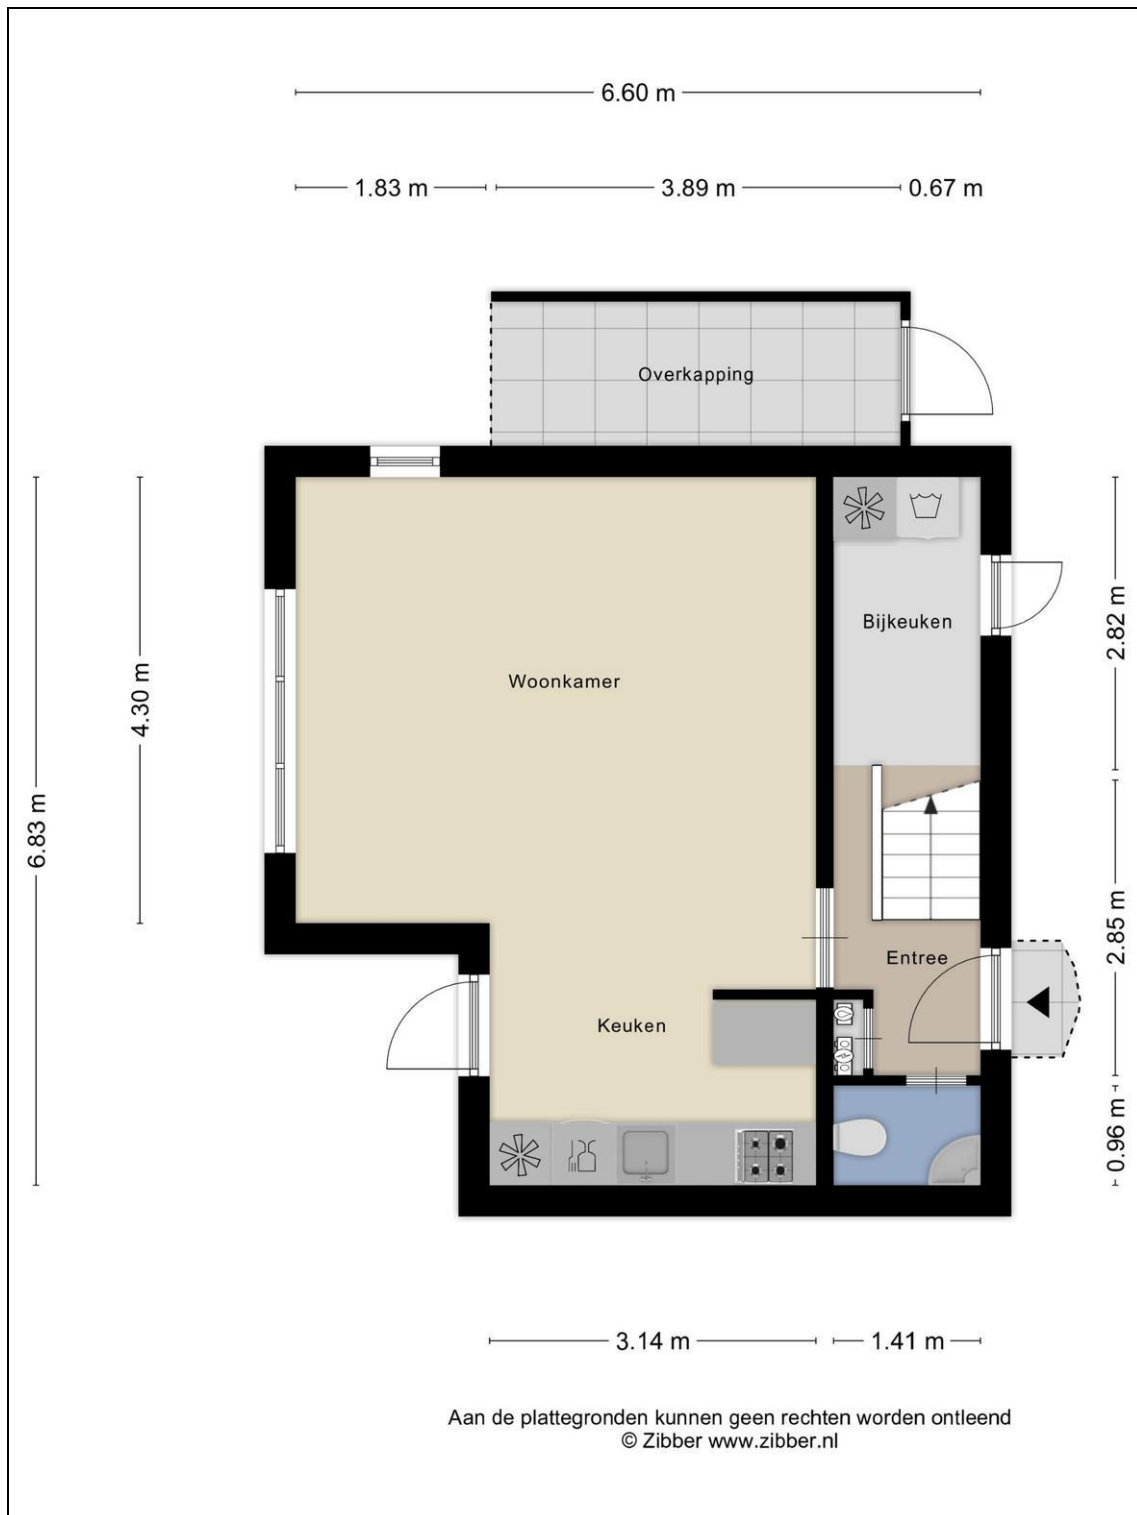 6.60 m
1.83 m
3.89 m
0.67 m
Overkapping
Bijkeuken
2.82 m
Woonkamer
4.30 m
6.83 m
2.85 m
Entree
Keuken
0.96 m
3.14 m
1.41 m
Aan de plattegronden kunnen geen rechten worden ontleend
© Zibber www.zibber.nl